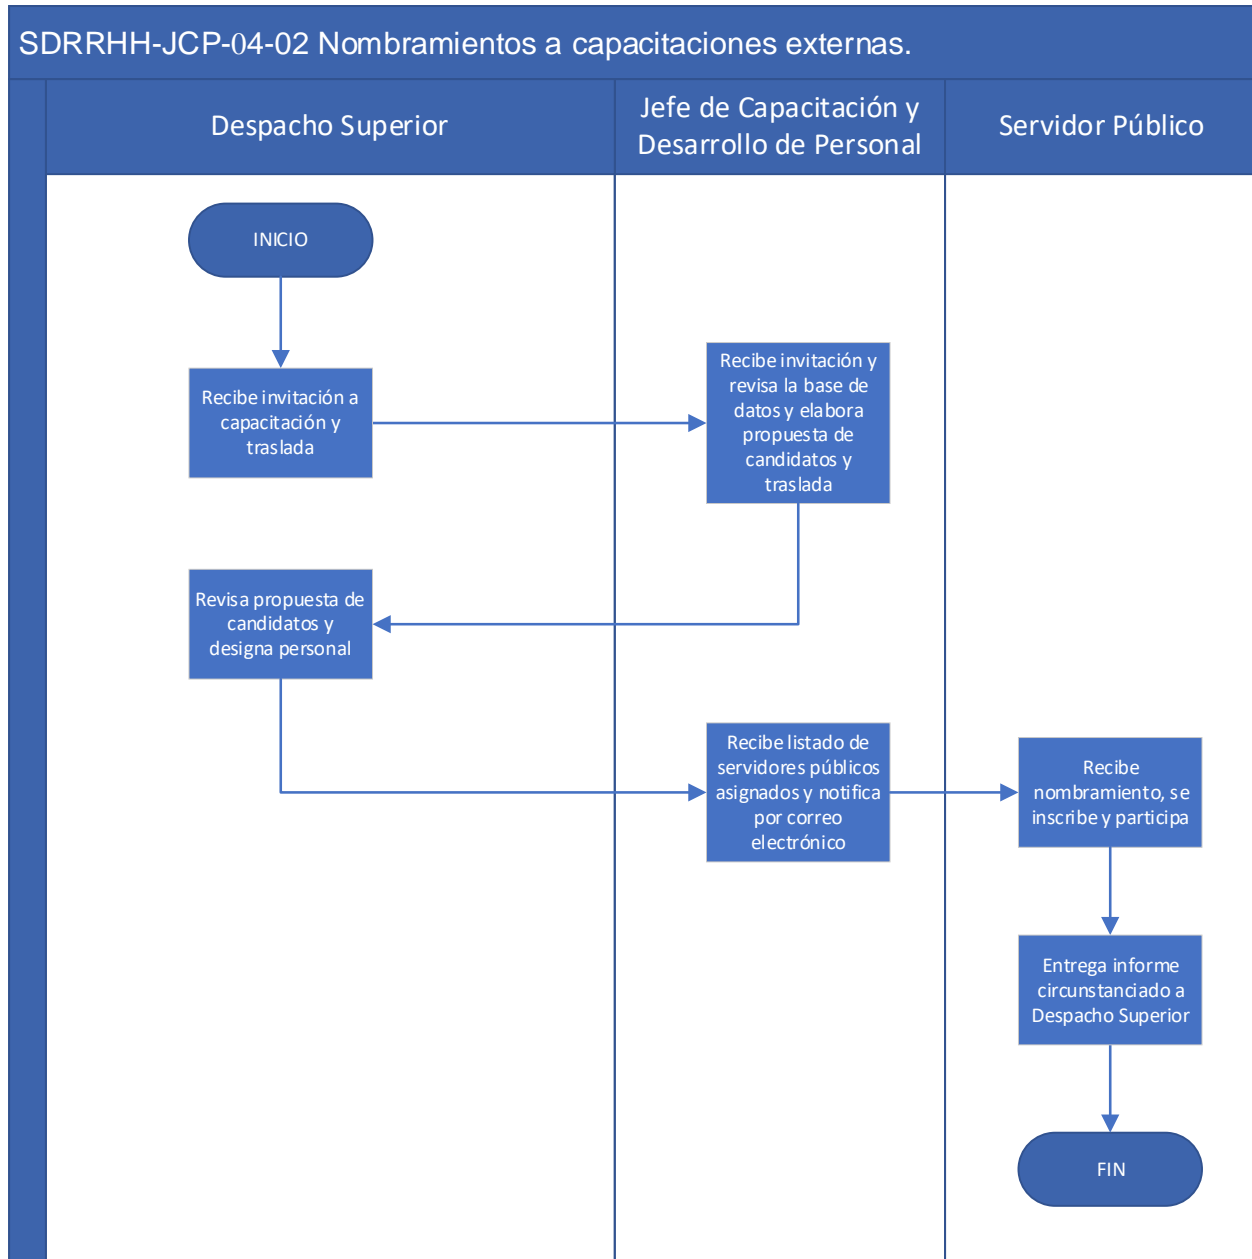 SDRRHH-JCP-04-02 Nombramientos a capacitaciones externas.
Despacho Superior
Jefe de Capacitación y
Desarrollo de Personal
Servidor Público
INICIO
Recibe invitación a
capacitación y
traslada
Recibe invitación y
revisa la base de
datos y elabora
propuesta de
candidatos y
traslada
Revisa propuesta de
candidatos y
designa personal
Recibe listado de
servidores públicos
asignados y notifica
por correo
electrónico
Recibe
nombramiento, se
inscribe y participa
Entrega informe
circunstanciado a
Despacho Superior
FIN